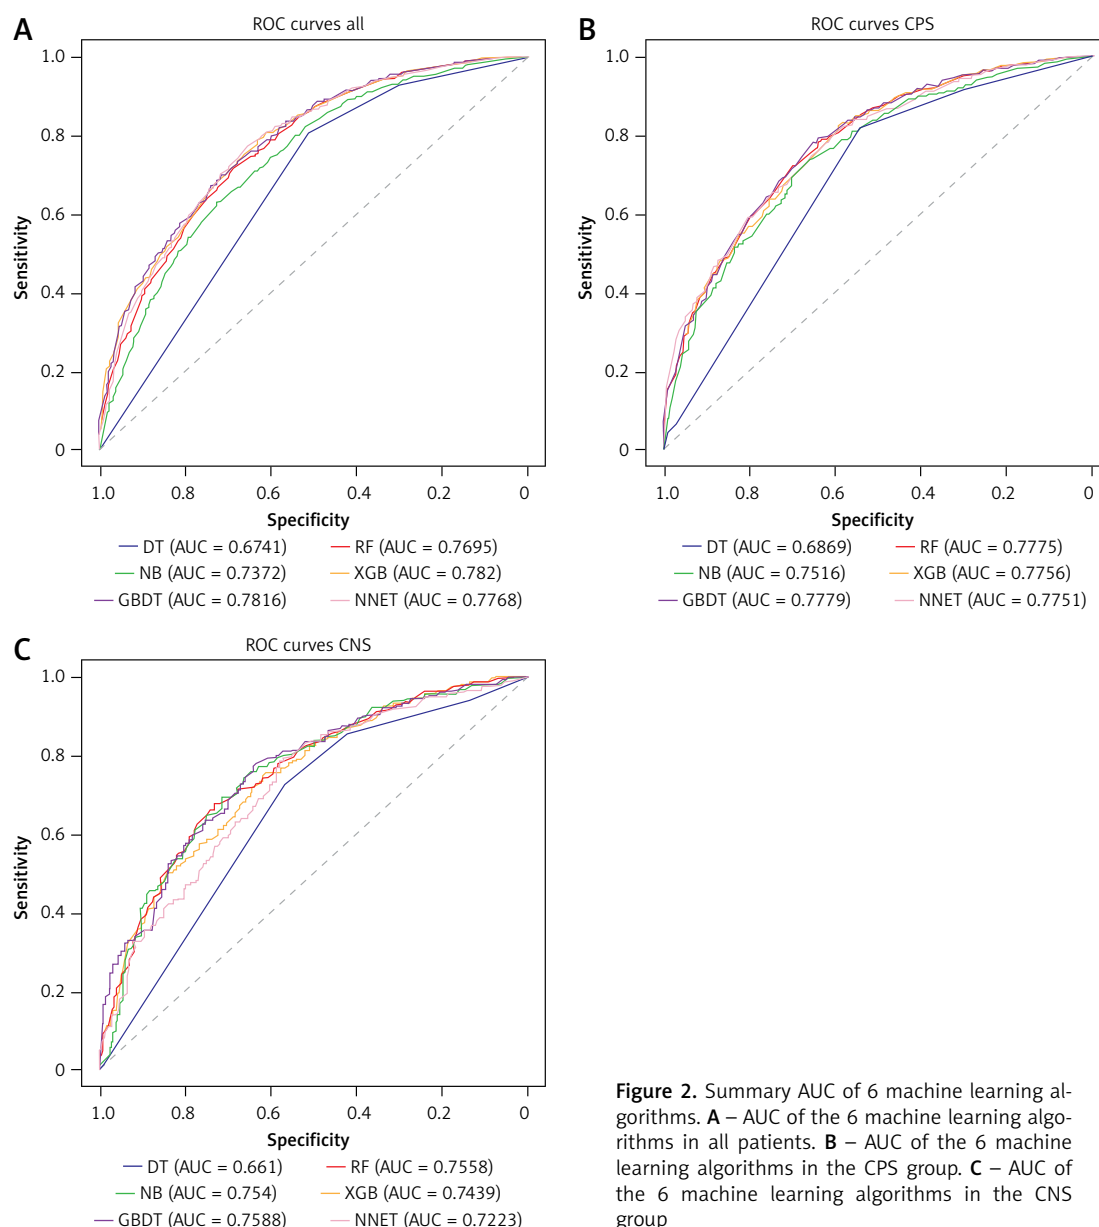 A
ROC curves all
Sensitivity
1.0
0.8
0.6
0.4
0.2
0
1.0 0.8 0.6 0.4 0.2 0
Specificity
DT (AUC = 0.6741) RF (AUC = 0.7695)
NB (AUC = 0.7372) XGB (AUC = 0.782)
GBDT (AUC = 0.7816) NNET (AUC = 0.7768)
B
ROC curves CPS
Sensitivity
1.0
0.8
0.6
0.4
0.2
0
1.0 0.8 0.6 0.4 0.2 0
Specificity
DT (AUC = 0.6869) RF (AUC = 0.7775)
NB (AUC = 0.7516) XGB (AUC = 0.7756)
GBDT (AUC = 0.7779) NNET (AUC = 0.7751)
C
ROC curves CNS
Sensitivity
1.0
0.8
0.6
0.4
0.2
0
1.0 0.8 0.6 0.4 0.2 0
Specificity
DT (AUC = 0.661) RF (AUC = 0.7558)
NB (AUC = 0.754) XGB (AUC = 0.7439)
GBDT (AUC = 0.7588) NNET (AUC = 0.7223)
Figure 2. Summary AUC of 6 machine learning al-
gorithms. A – AUC of the 6 machine learning algo-
rithms in all patients. B – AUC of the 6 machine
learning algorithms in the CPS group. C – AUC of
the 6 machine learning algorithms in the CNS
group